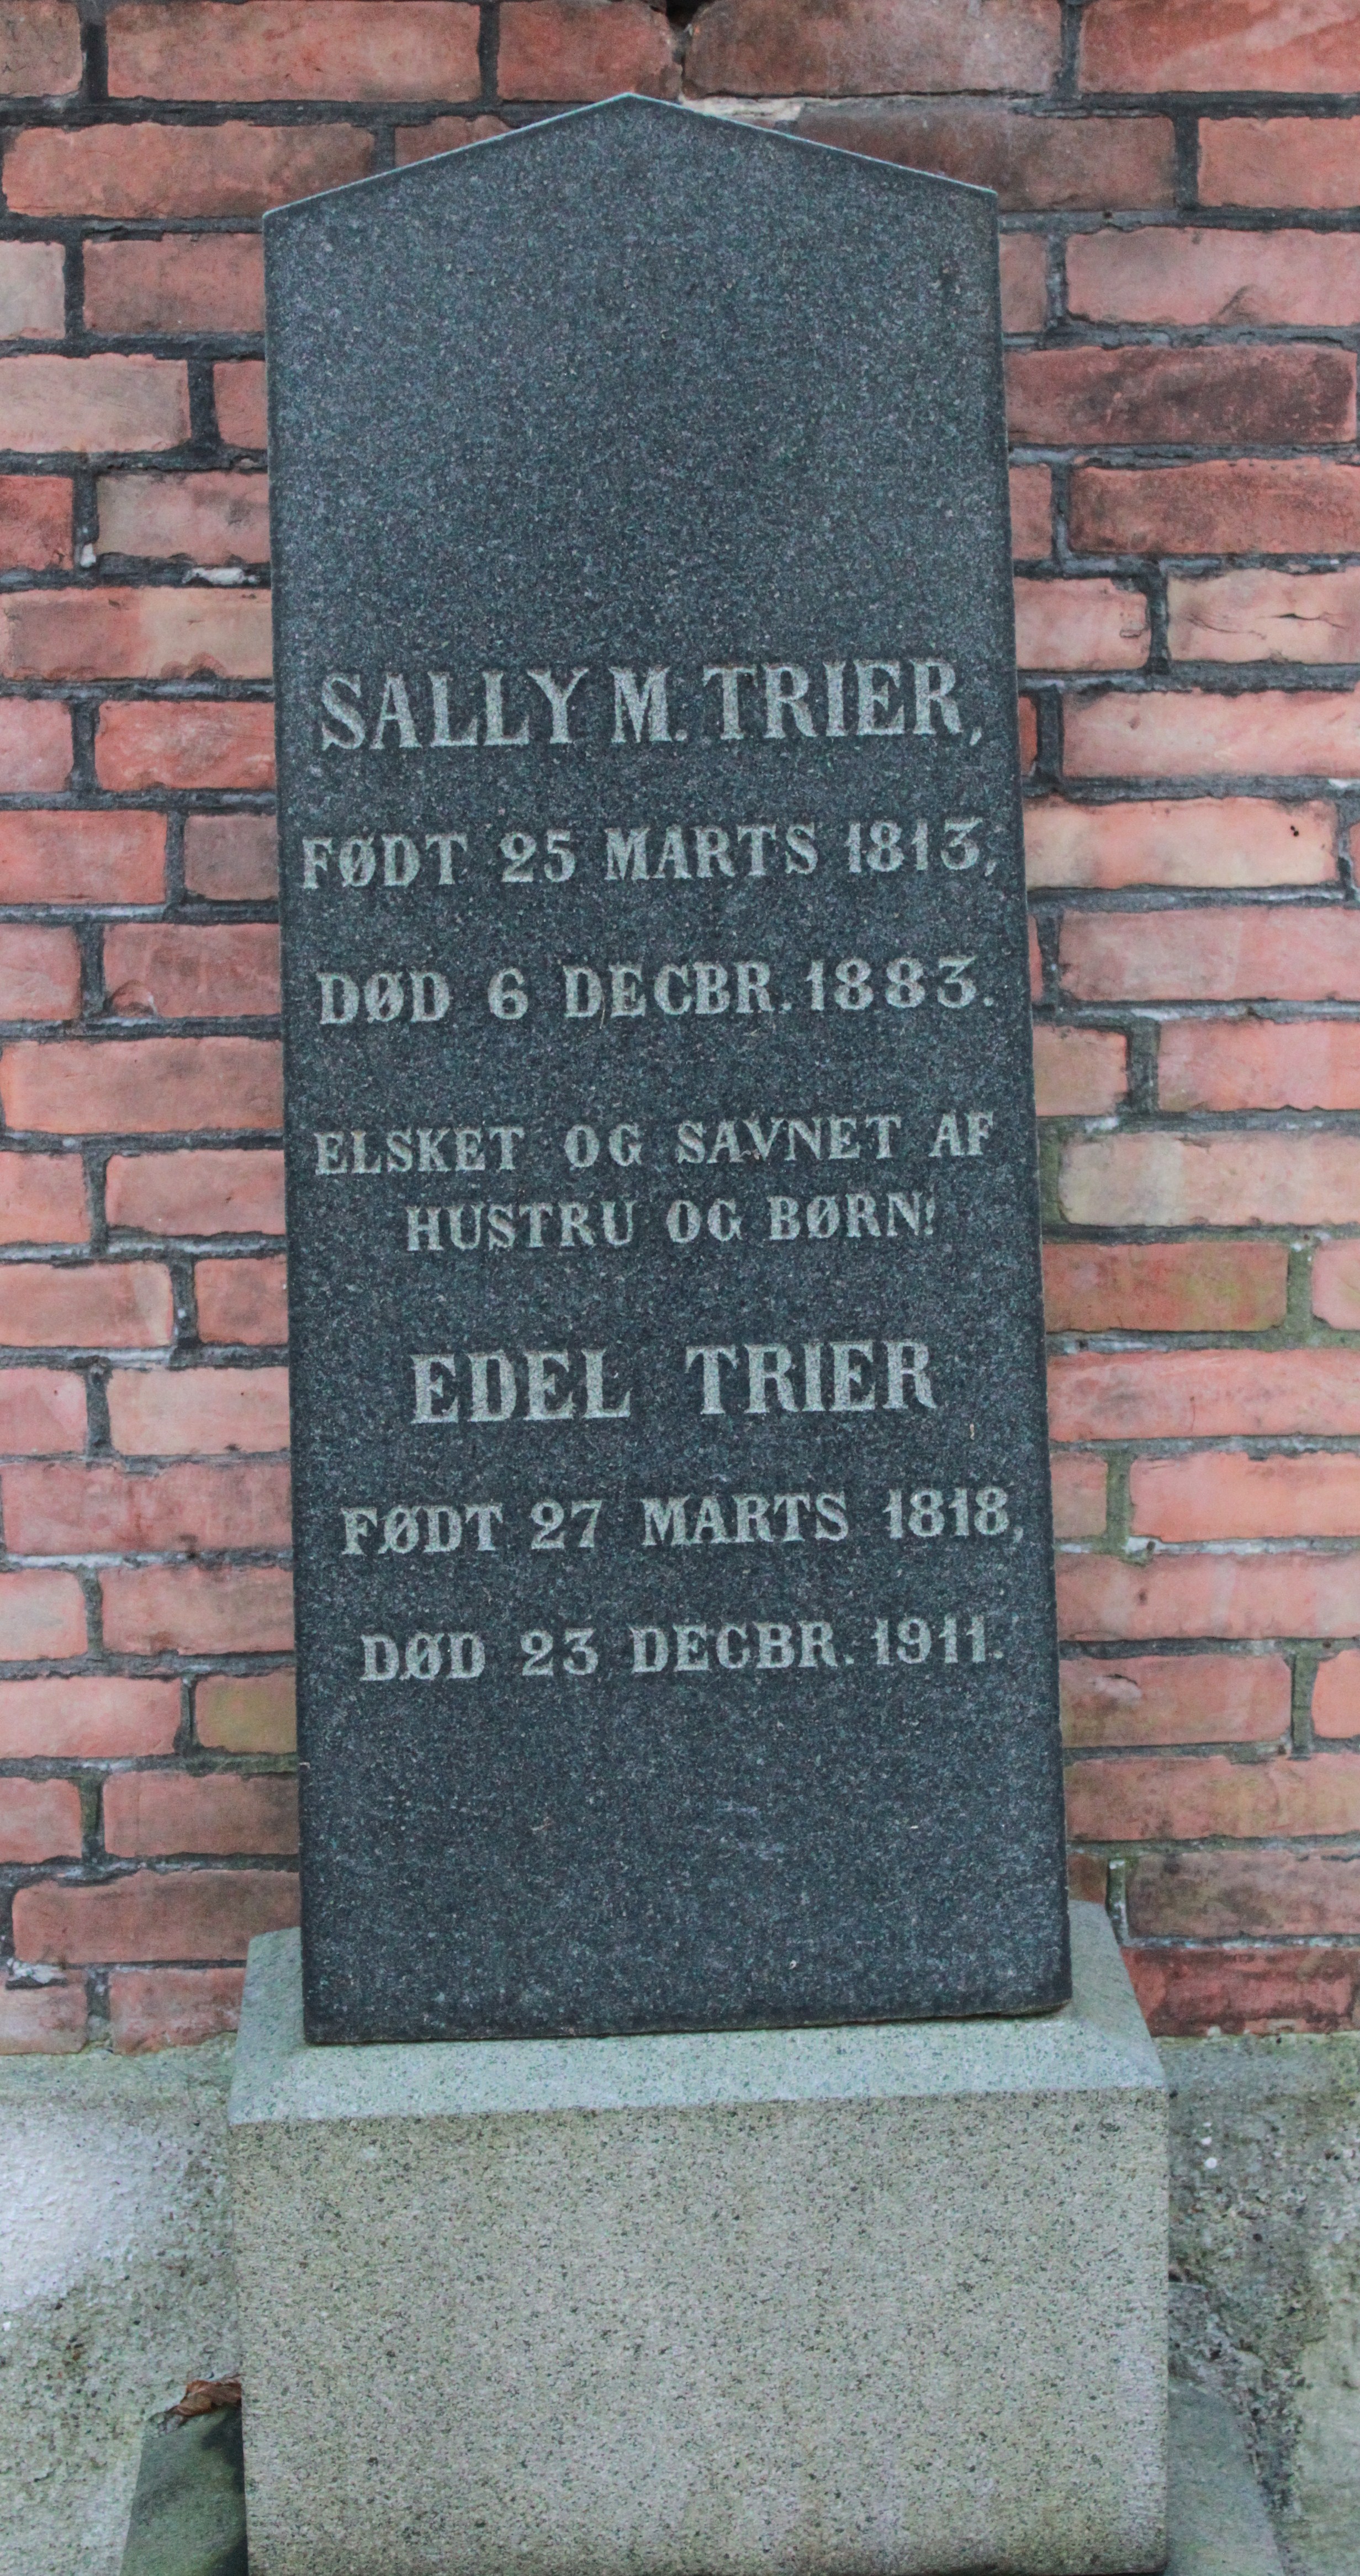 SALLY M. TRIER,
FØDT 25 MARTS 1813,
DØD 6 DECBR. 1883.
ELSKET OG SAVNET AF
HUSTRU OG BØRN!
EDEL TRIER
FØDT 27 MARTS 1818,
DØD 23 DECBR. 1911.